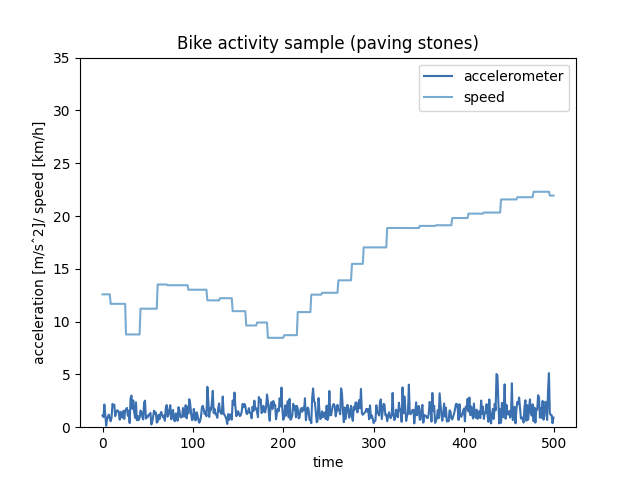 Bike activity sample (paving stones)
accelerometer
speed
35
30
25
20
15
10
5
0
acceleration [m/s^2]/ speed [km/h]
0 100 200 300 400 500
time